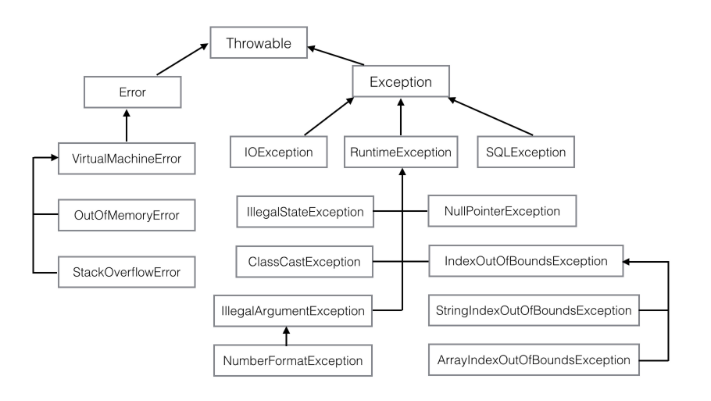 Throwable
Exception
Error
IOException
RuntimeException
SQLException
VirtualMachineError
IllegalStateException
NullPointerException
OutOfMemoryError
ClassCastException
IndexOutOfBoundsException
StackOverflowError
IllegalArgumentException
StringIndexOutOfBoundsException
NumberFormatException
ArrayIndexOutOfBoundsException